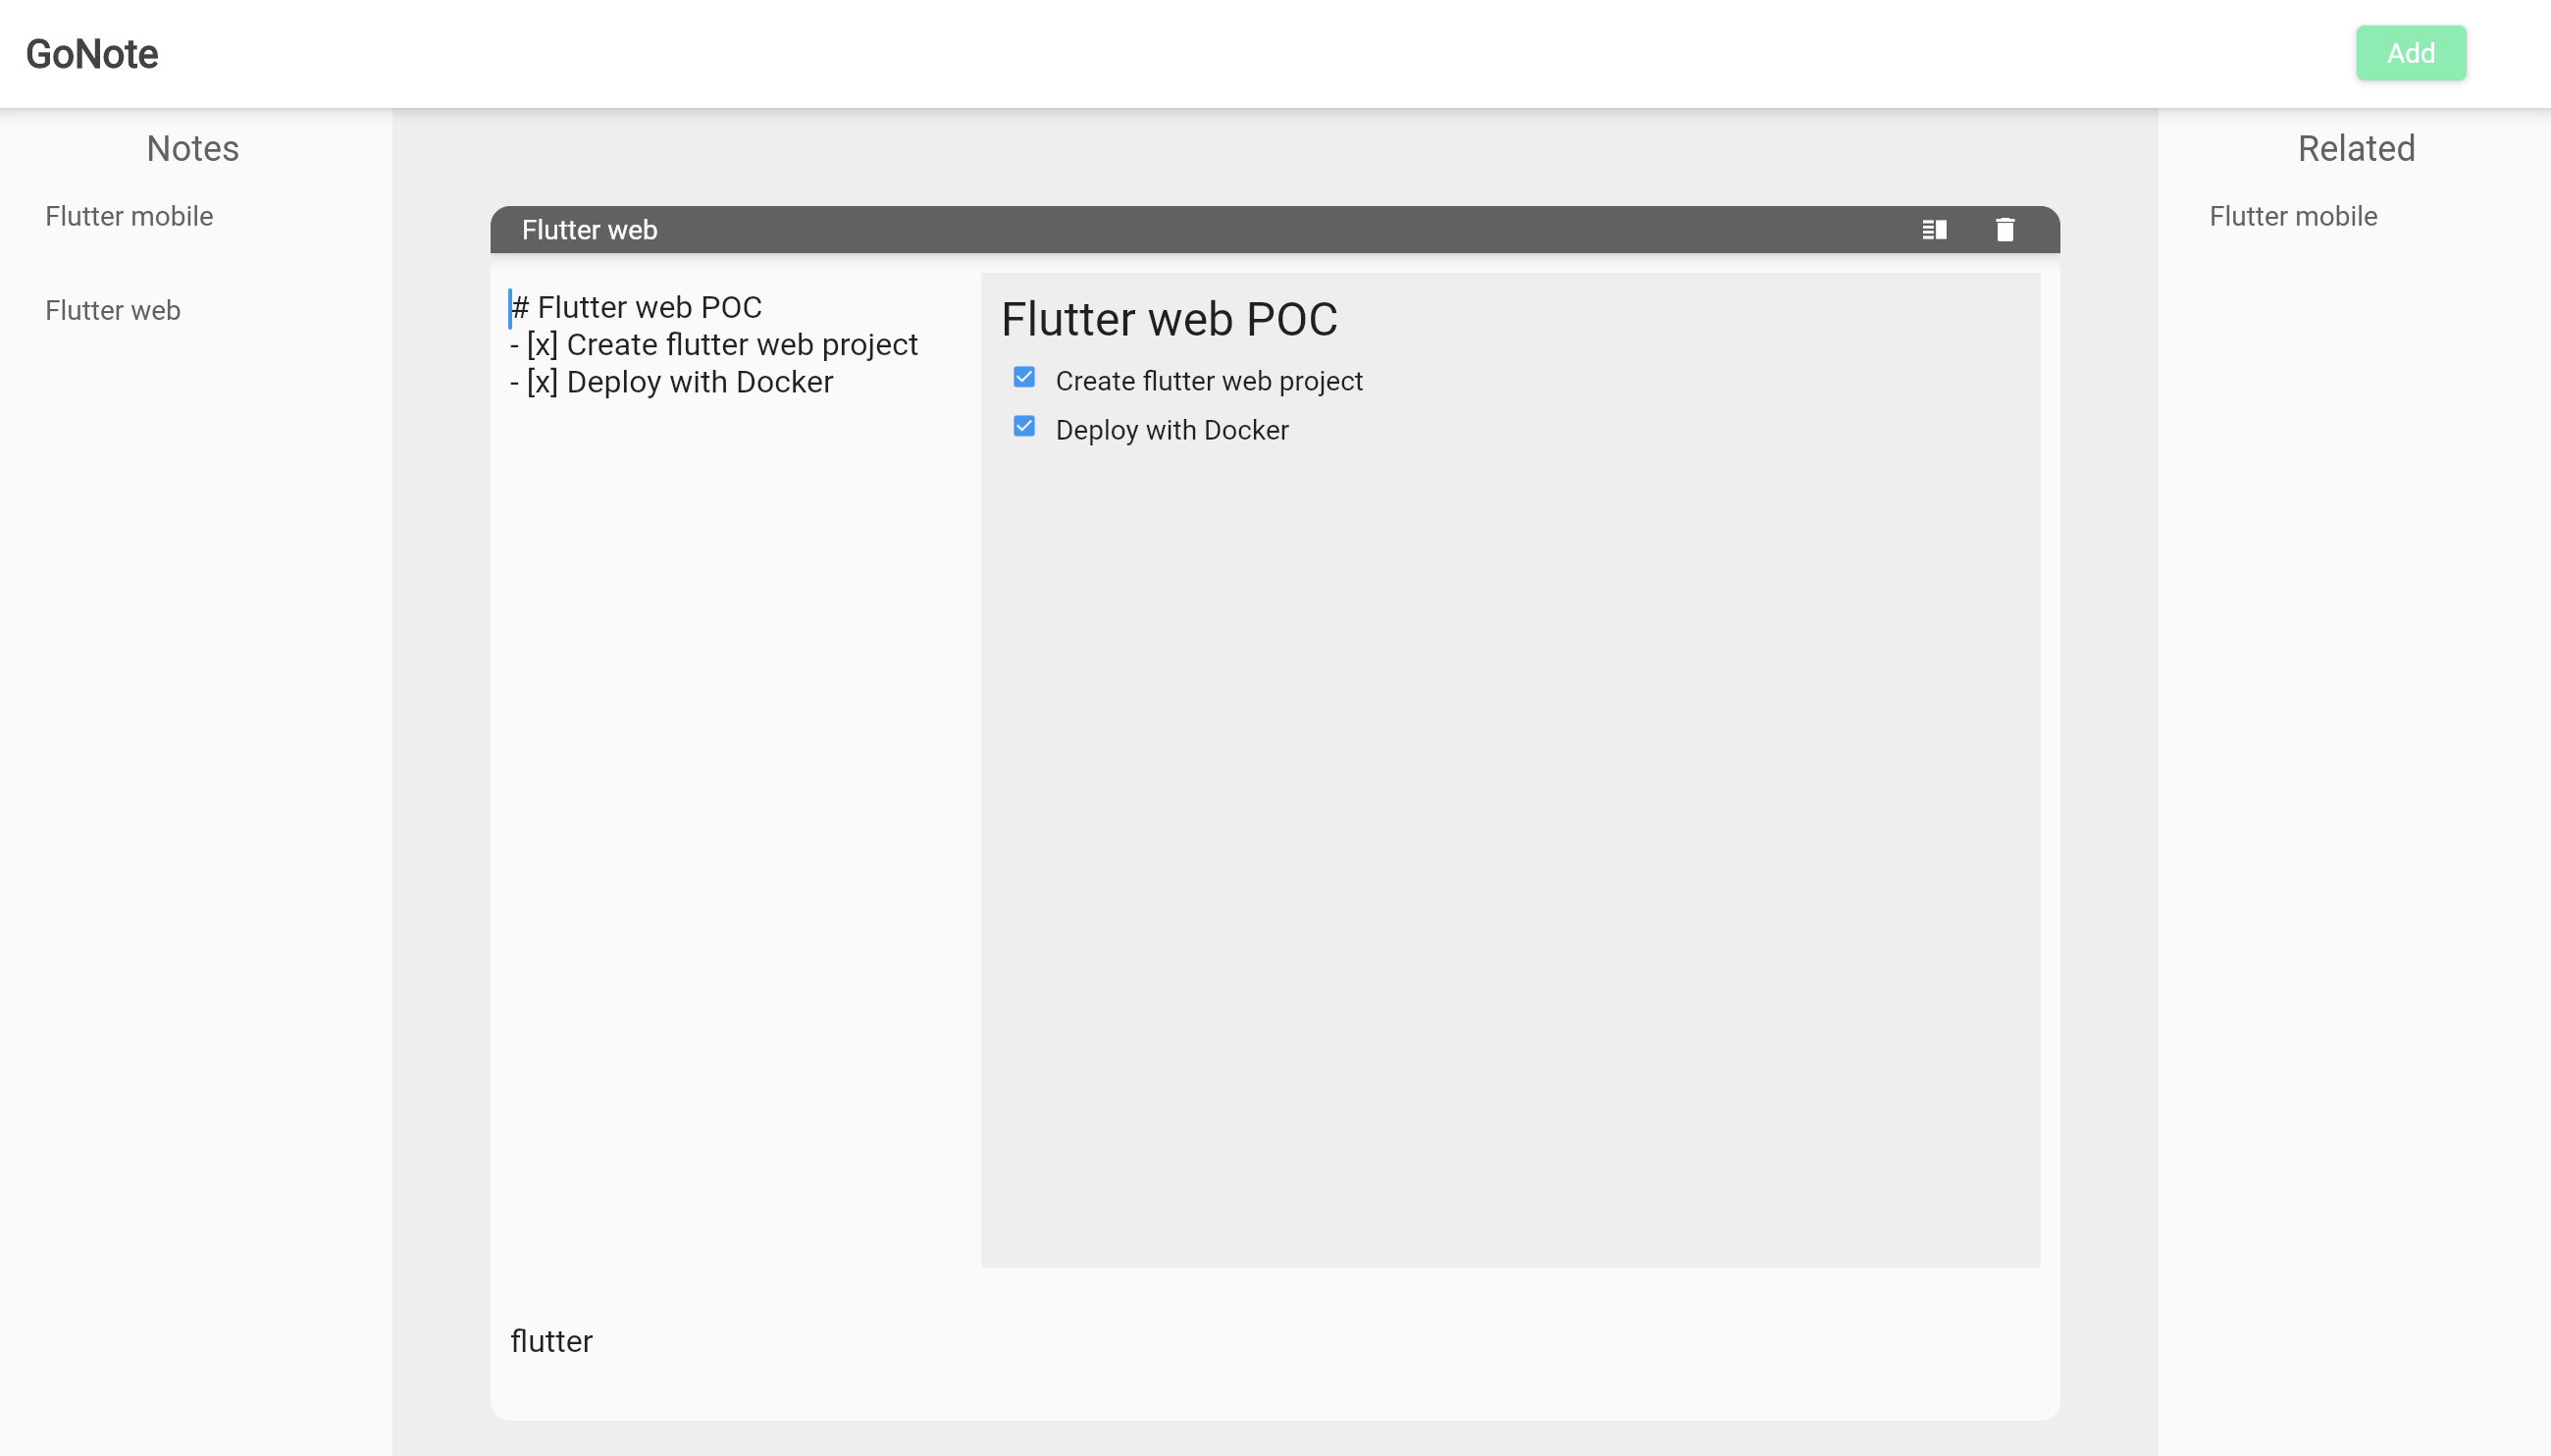 GoNote
Add
Notes
Flutter mobile
Flutter web
Flutter web
# Flutter web POC
- [x] Create flutter web project
- [x] Deploy with Docker
Flutter web POC
Create flutter web project
Deploy with Docker
flutter
Related
Flutter mobile